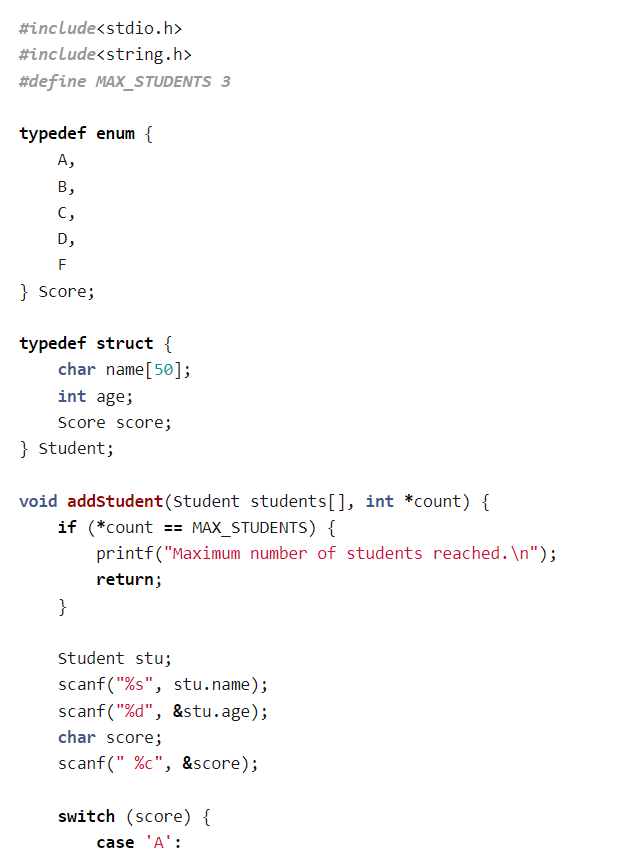 #include<stdio.h>
#include<string.h>
#define MAX_STUDENTS 3
typedef enum {
    A,
    B,
    C,
    D,
    F
} Score;
typedef struct {
    char name[50];
    int age;
    Score score;
} Student;
void addStudent(Student students[], int *count) {
    if (*count == MAX_STUDENTS) {
        printf("Maximum number of students reached.\n");
        return;
    }
    Student stu;
    scanf("%s", stu.name);
    scanf("%d", &stu.age);
    char score;
    scanf(" %c", &score);
    switch (score) {
        case 'A':